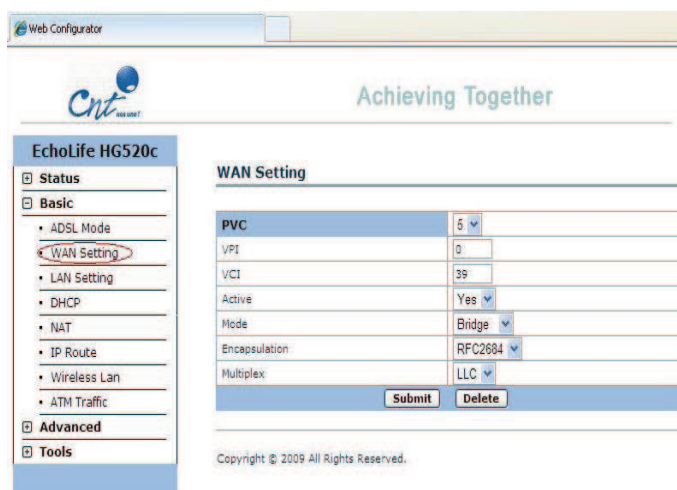 Web Configurator
Cnt
Achieving Together
EchoLife HG520c
Status
Basic
ADSL Mode
WAN Setting
LAN Setting
DHCP
NAT
IP Route
Wireless Lan
ATM Traffic
Advanced
Tools
WAN Setting
PVC 5
VPI 0
VCI 39
Active Yes
Mode Bridge
Encapsulation RFC2684
Multiplex LLC
Submit Delete
Copyright © 2009 All Rights Reserved.